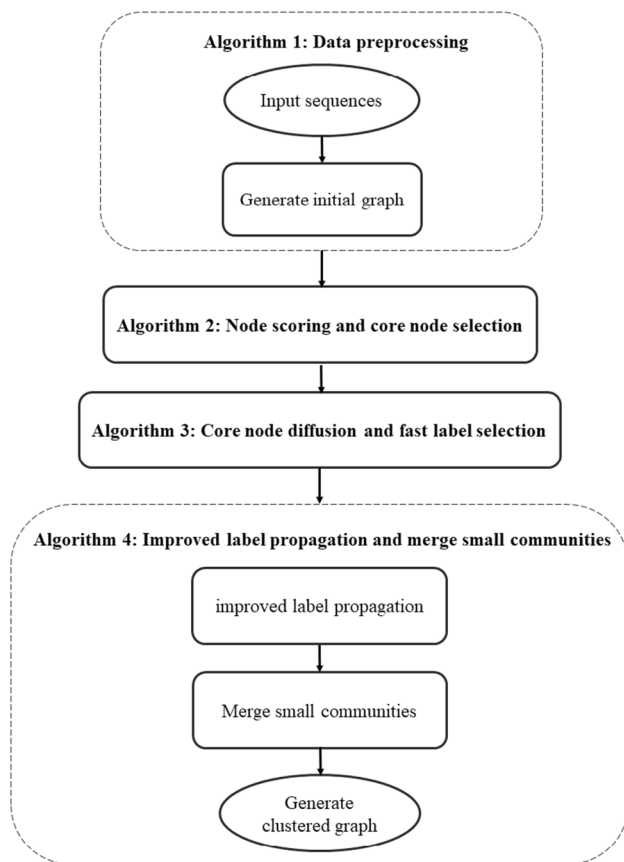 Algorithm 1: Data preprocessing
Input sequences
Generate initial graph
Algorithm 2: Node scoring and core node selection
Algorithm 3: Core node diffusion and fast label selection
Algorithm 4: Improved label propagation and merge small communities
improved label propagation
Merge small communities
Generate
clustered graph